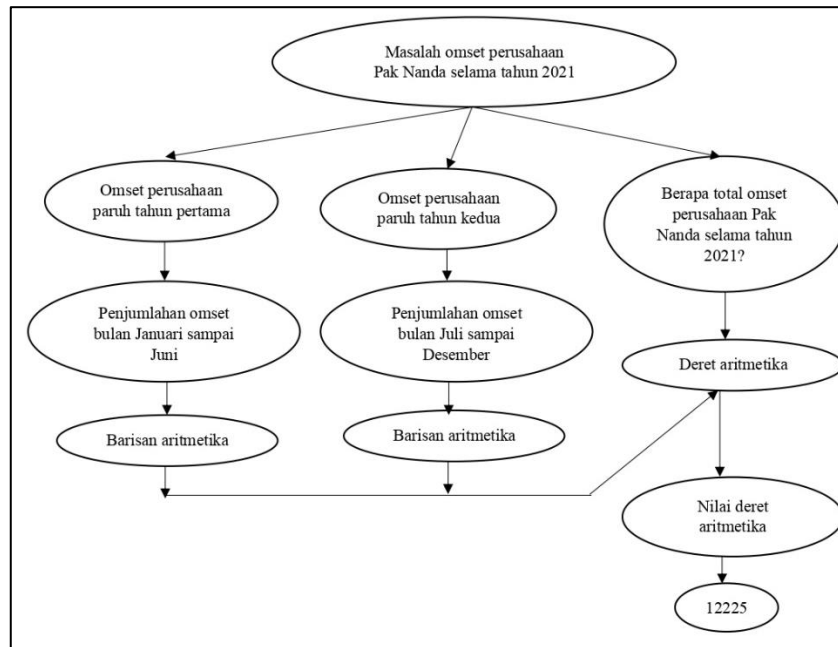 Masalah omset perusahaan
Pak Nanda selama tahun 2021
Omset perusahaan
paruh tahun pertama
Omset perusahaan
paruh tahun kedua
Berapa total omset
perusahaan Pak
Nanda selama tahun
2021?
Penjumlahan omset
bulan Januari sampai
Juni
Penjumlahan omset
bulan Juli sampai
Desember
Deret aritmetika
Barisan aritmetika
Barisan aritmetika
Nilai deret
aritmetika
12225